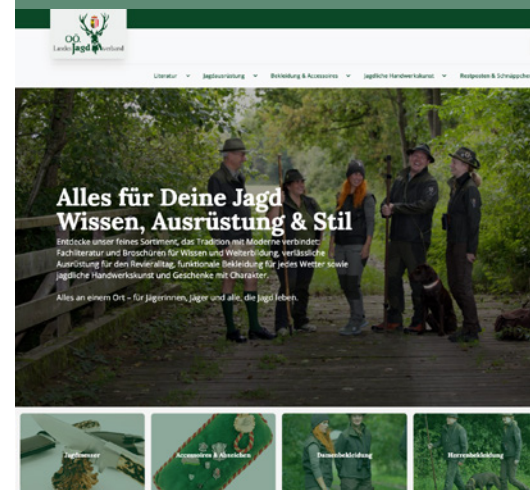 OÖ.
Landes Jagd verband
Literatur
Jagdausrüstung
Bekleidung & Accessoires
Jagdliche Handwerkskunst
Restposten & Schnäppchen
Alles für Deine Jagd
Wissen, Ausrüstung & Stil
Entdecke unser feines Sortiment, das Tradition mit Moderne verbindet:
Fachliteratur und Broschüren für Wissen und Weiterbildung, verlässliche
Ausrüstung für den Revieralltag, funktionale Bekleidung für jedes Wetter sowie
jagdliche Handwerkskunst und Geschenke mit Charakter.
Alles an einem Ort – für Jägerinnen, Jäger und alle, die Jagd leben.
Jagdmesser
Accessoires & Abzeichen
Damenbekleidung
Herrenbekleidung